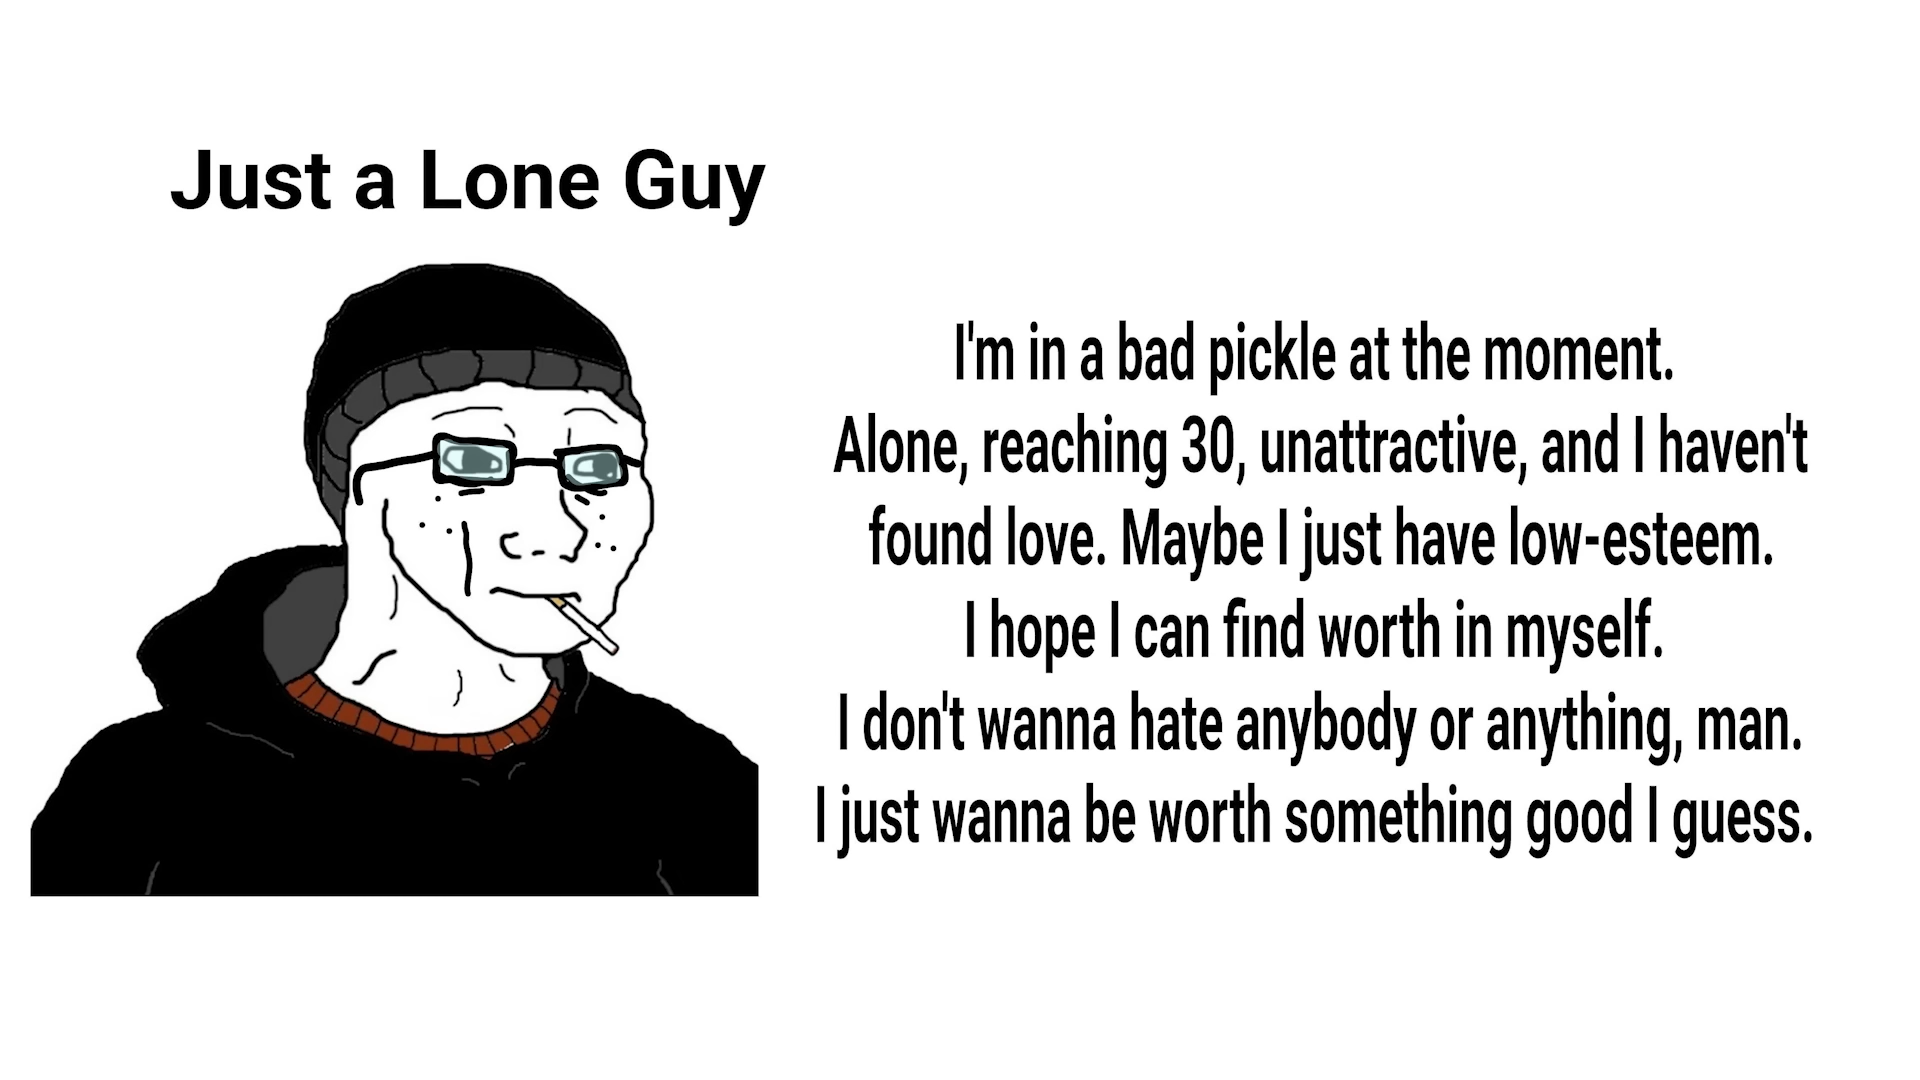 Just a Lone Guy
I'm in a bad pickle at the moment.
Alone, reaching 30, unattractive, and I haven't
found love. Maybe I just have low-esteem.
I hope I can find worth in myself.
I don't wanna hate anybody or anything, man.
I just wanna be worth something good I guess.